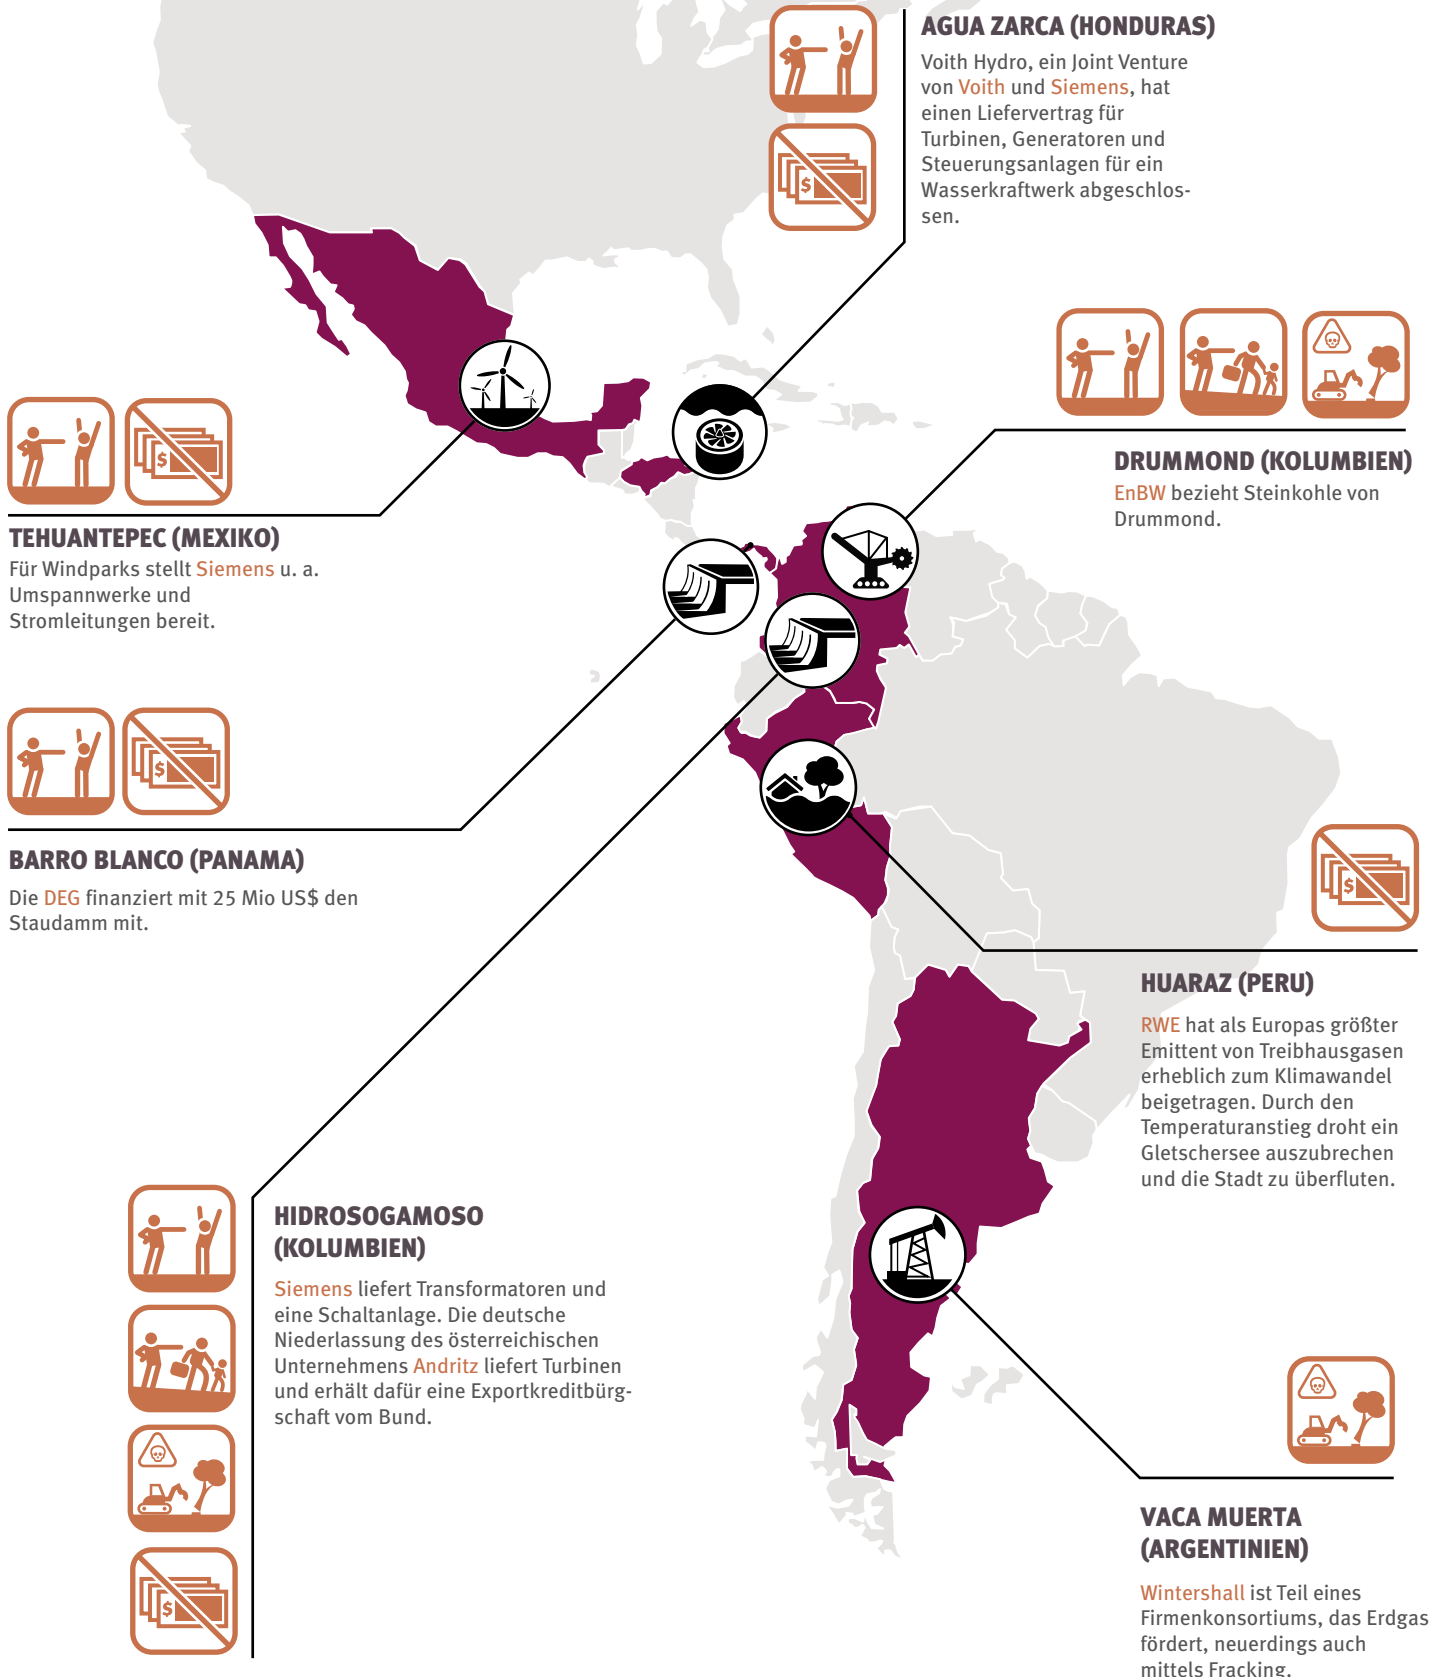 AGUA ZARCA (HONDURAS)
Voith Hydro, ein Joint Venture
von Voith und Siemens, hat
einen Liefervertrag für
Turbinen, Generatoren und
Steuerungsanlagen für ein
Wasserkraftwerk abgeschlos-
sen.
$
DRUMMOND (KOLUMBIEN)
EnBW bezieht Steinkohle von
Drummond.
$
TEHUANTEPEC (MEXIKO)
Für Windparks stellt Siemens u. a.
Umspannwerke und
Stromleitungen bereit.
$
BARRO BLANCO (PANAMA)
Die DEG finanziert mit 25 Mio US$ den
Staudamm mit.
$
HUARAZ (PERU)
RWE hat als Europas größter
Emittent von Treibhausgasen
erheblich zum Klimawandel
beigetragen. Durch den
Temperaturanstieg droht ein
Gletschersee auszubrechen
und die Stadt zu überfluten.
HIDROSOGAMOSO
(KOLUMBIEN)
Siemens liefert Transformatoren und
eine Schaltanlage. Die deutsche
Niederlassung des österreichischen
Unternehmens Andritz liefert Turbinen
und erhält dafür eine Exportkreditbürg-
schaft vom Bund.
$
VACA MUERTA
(ARGENTINIEN)
Wintershall ist Teil eines
Firmenkonsortiums, das Erdgas
fördert, neuerdings auch
mittels Fracking.